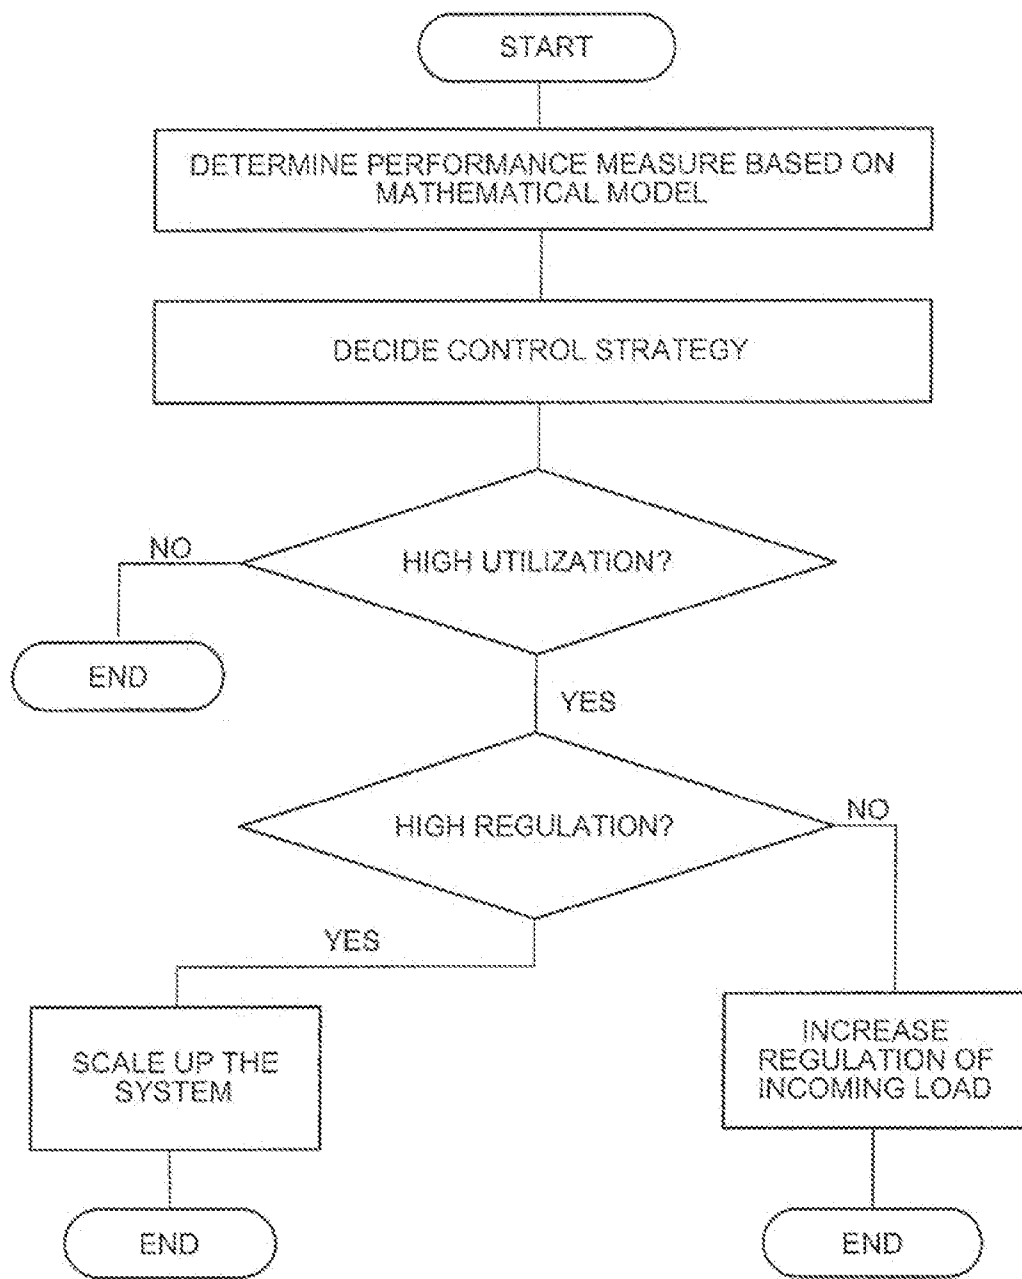 START
DETERMINE PERFORMANCE MEASURE BASED ON
MATHEMATICAL MODEL
DECIDE CONTROL STRATEGY
NO
HIGH UTILIZATION?
END
YES
HIGH REGULATION?
NO
YES
SCALE UP THE
SYSTEM
INCREASE
REGULATION OF
INCOMING LOAD
END
END